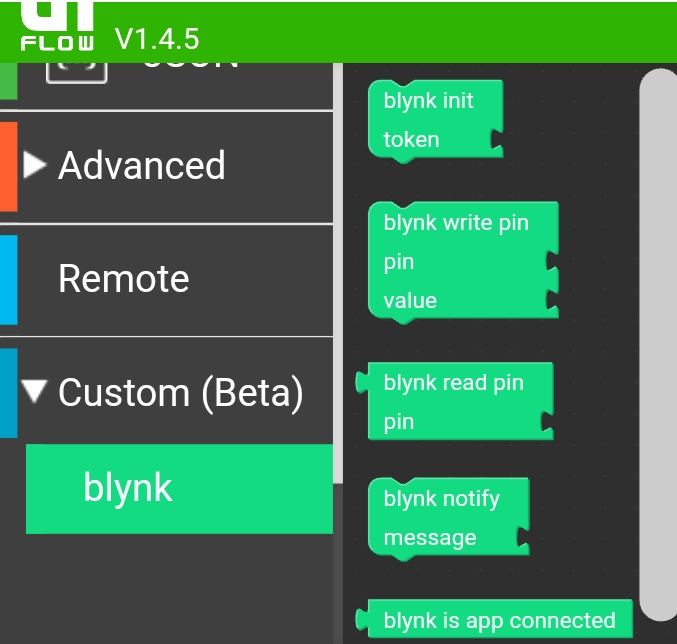 FLOW V1.4.5
JSON
Advanced
Remote
Custom (Beta)
blynk
blynk init
token
blynk write pin
pin
value
blynk read pin
pin
blynk notify
message
blynk is app connected